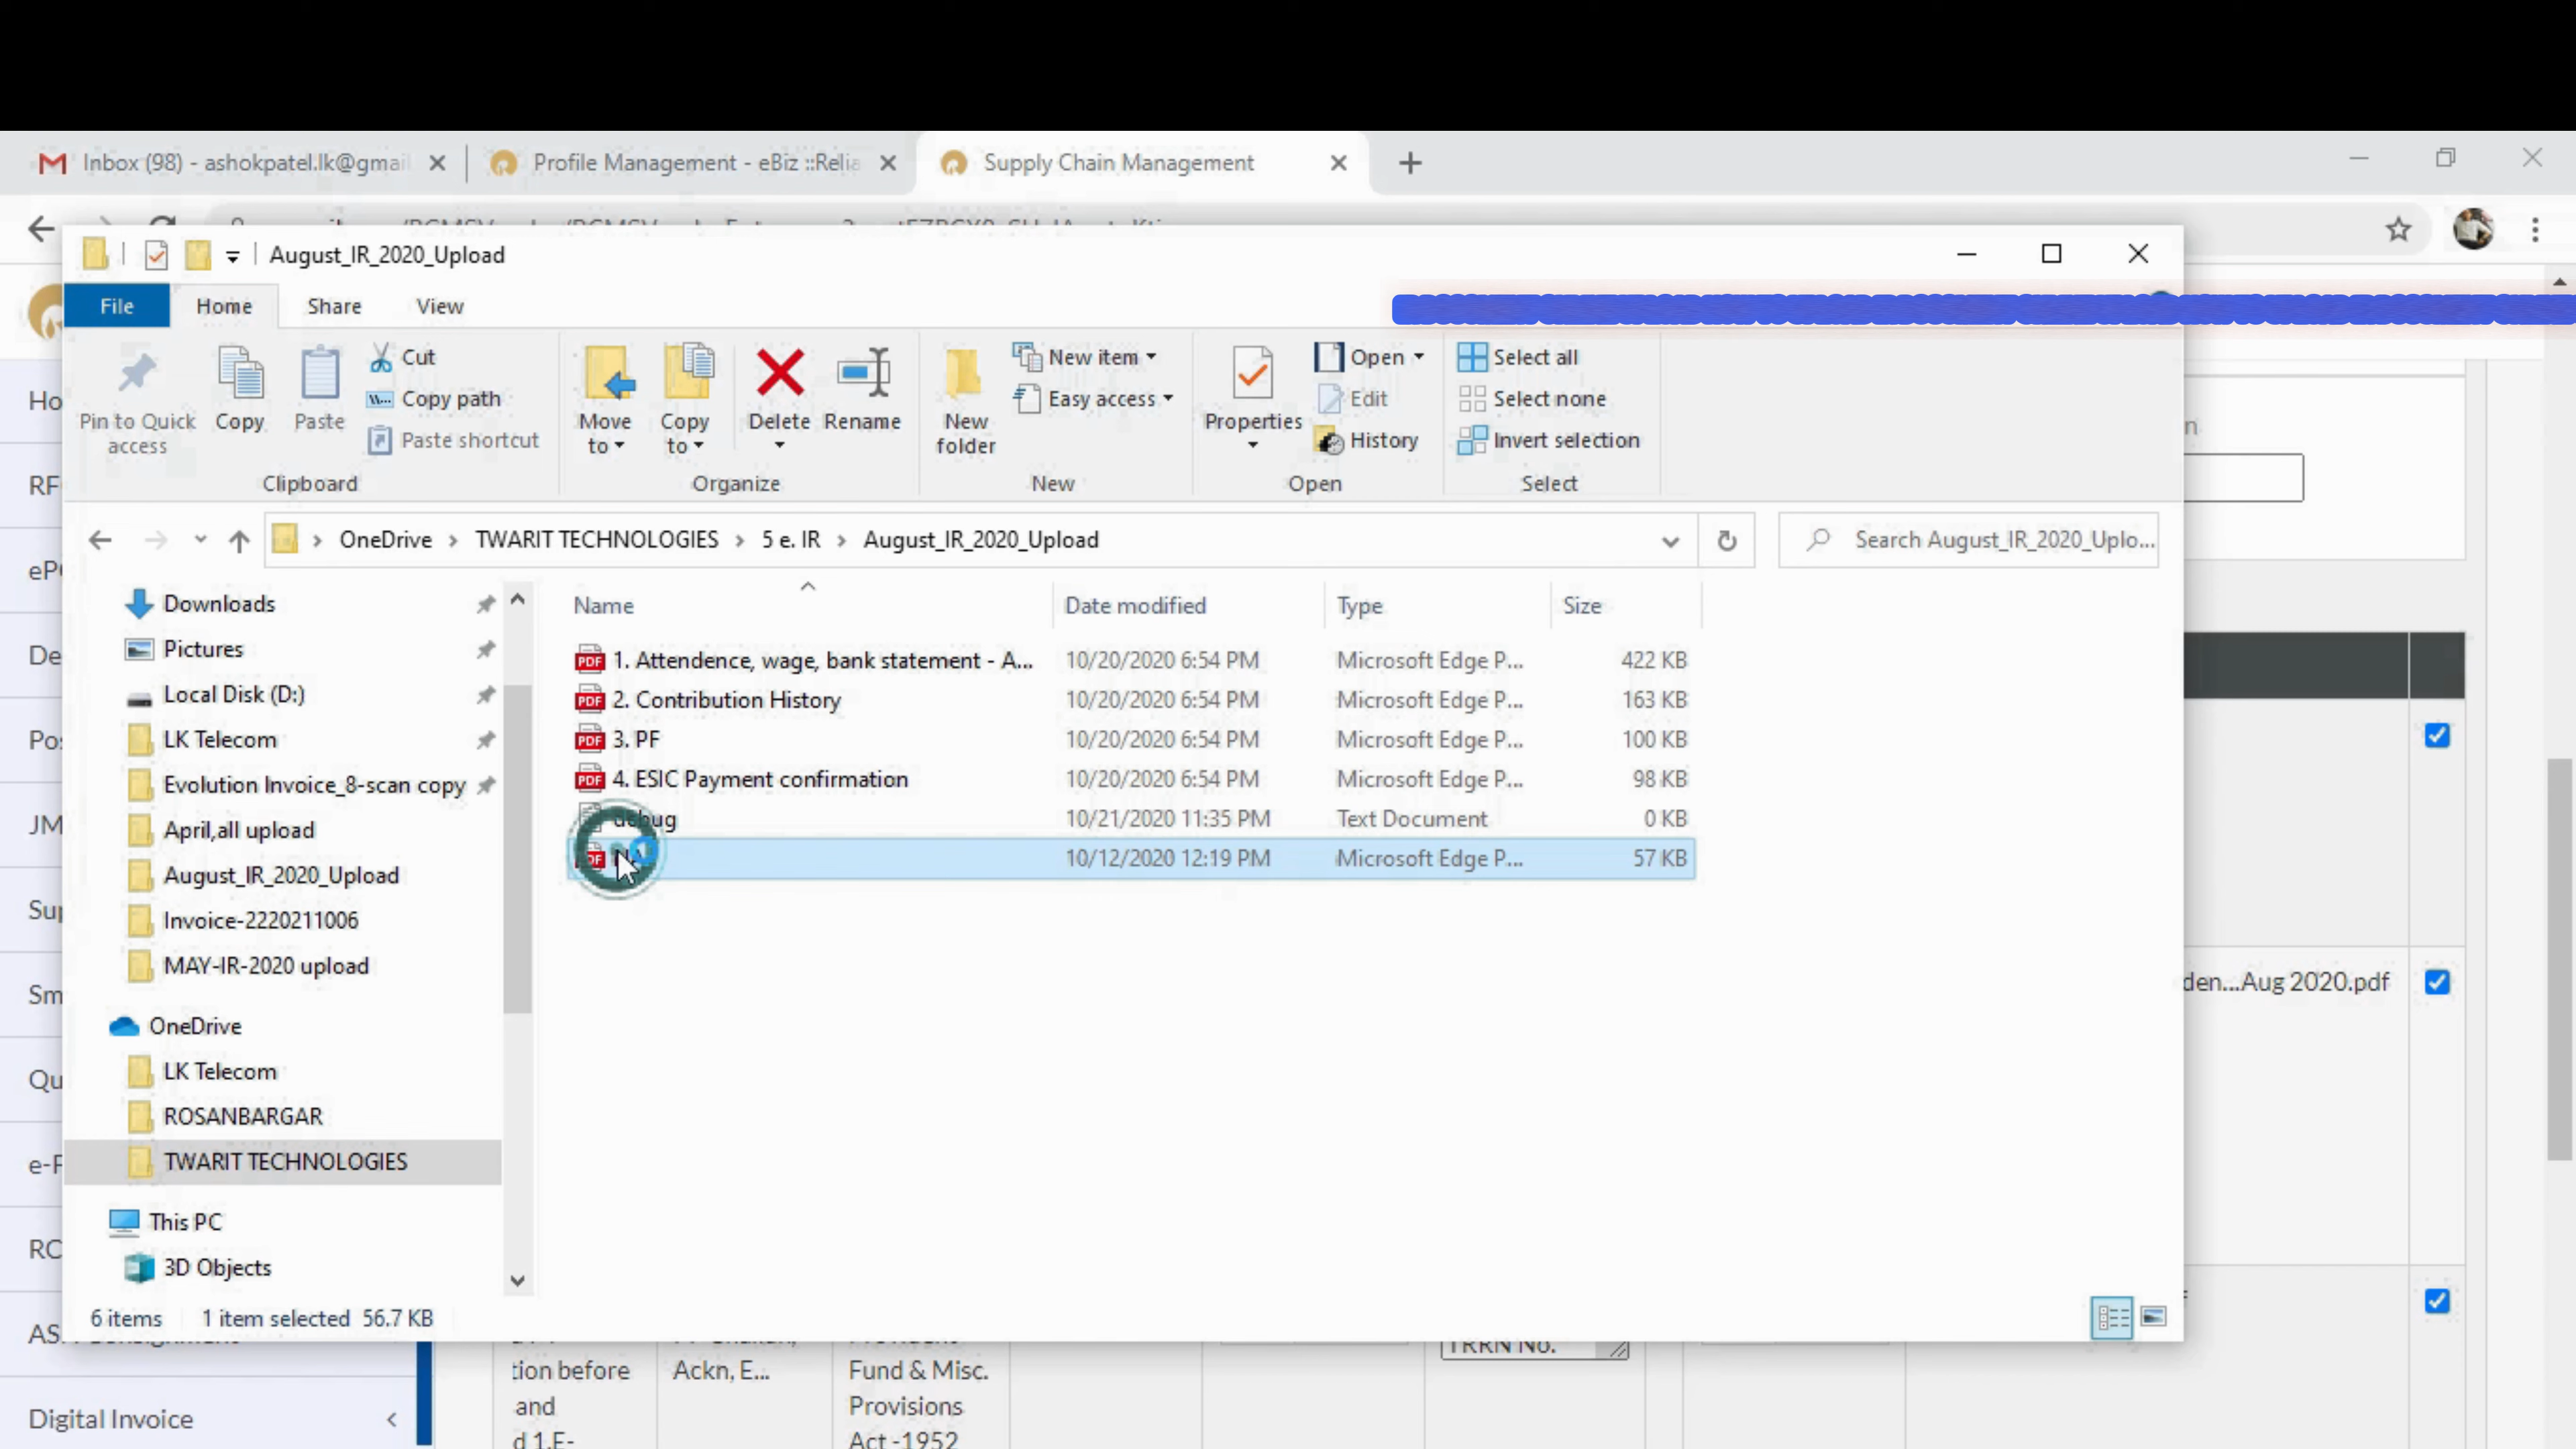 Inbox (98) - ashokpatel.lk@gmail
Profile Management - eBiz ::Relia
Supply Chain Management
August_IR_2020_Upload
File
Home
Share
View
Pin to Quick access
Copy
Paste
Cut
Copy path
Paste shortcut
Move to
Copy to
Delete
Rename
New folder
New item
Easy access
Properties
Open
Edit
History
Select all
Select none
Invert selection
Clipboard
Organize
New
Open
Select
OneDrive > TWARIT TECHNOLOGIES > 5 e. IR > August_IR_2020_Upload
Search August_IR_2020_Uplo...
Name Date modified Type Size
1. Attendence, wage, bank statement - A... 10/20/2020 6:54 PM Microsoft Edge P... 422 KB
2. Contribution History 10/20/2020 6:54 PM Microsoft Edge P... 163 KB
3. PF 10/20/2020 6:54 PM Microsoft Edge P... 100 KB
4. ESIC Payment confirmation 10/20/2020 6:54 PM Microsoft Edge P... 98 KB
debug 10/21/2020 11:35 PM Text Document 0 KB
10/12/2020 12:19 PM Microsoft Edge P... 57 KB
Downloads
Pictures
Local Disk (D:)
LK Telecom
Evolution Invoice_8-scan copy
April,all upload
August_IR_2020_Upload
Invoice-2220211006
MAY-IR-2020 upload
OneDrive
LK Telecom
ROSANBARGAR
TWARIT TECHNOLOGIES
This PC
3D Objects
6 items 1 item selected 56.7 KB
Ho
RF
eP
De
Pos
JM
Sup
Sm
Qu
e-F
RC
AS
Digital Invoice
den...Aug 2020.pdf
tion before
and
d 1.E-
Ackn, E...
Fund & Misc.
Provisions
Act -1952
TRRN No.